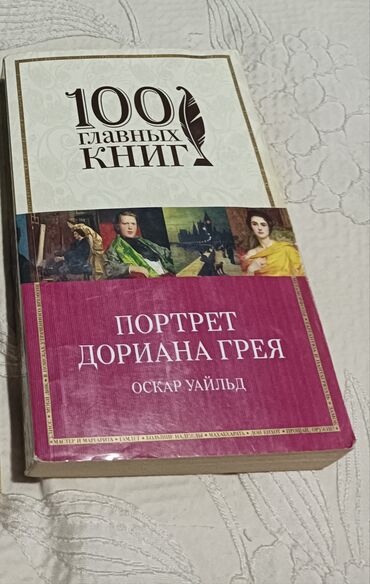 100
ГЛАВНЫХ
КНИГ
ПОРТРЕТ
ДОРИАНА ГРЕЯ
ОСКАР УАЙЛЬД
МАСТЕР И МАРГАРИТА • ГАМЛЕТ • БОЛЬШИЕ НАДЕЖДЫ • МАХАБХАРАТА • ДОН КИХОТ • ПРОЩАЙ, ОРУЖИЕ